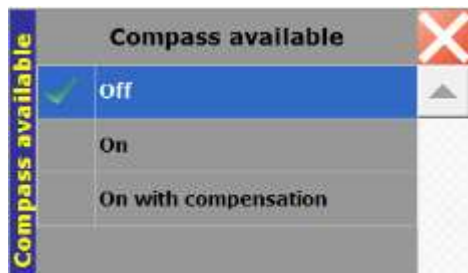 Compass available
Compass available
Off
On
On with compensation